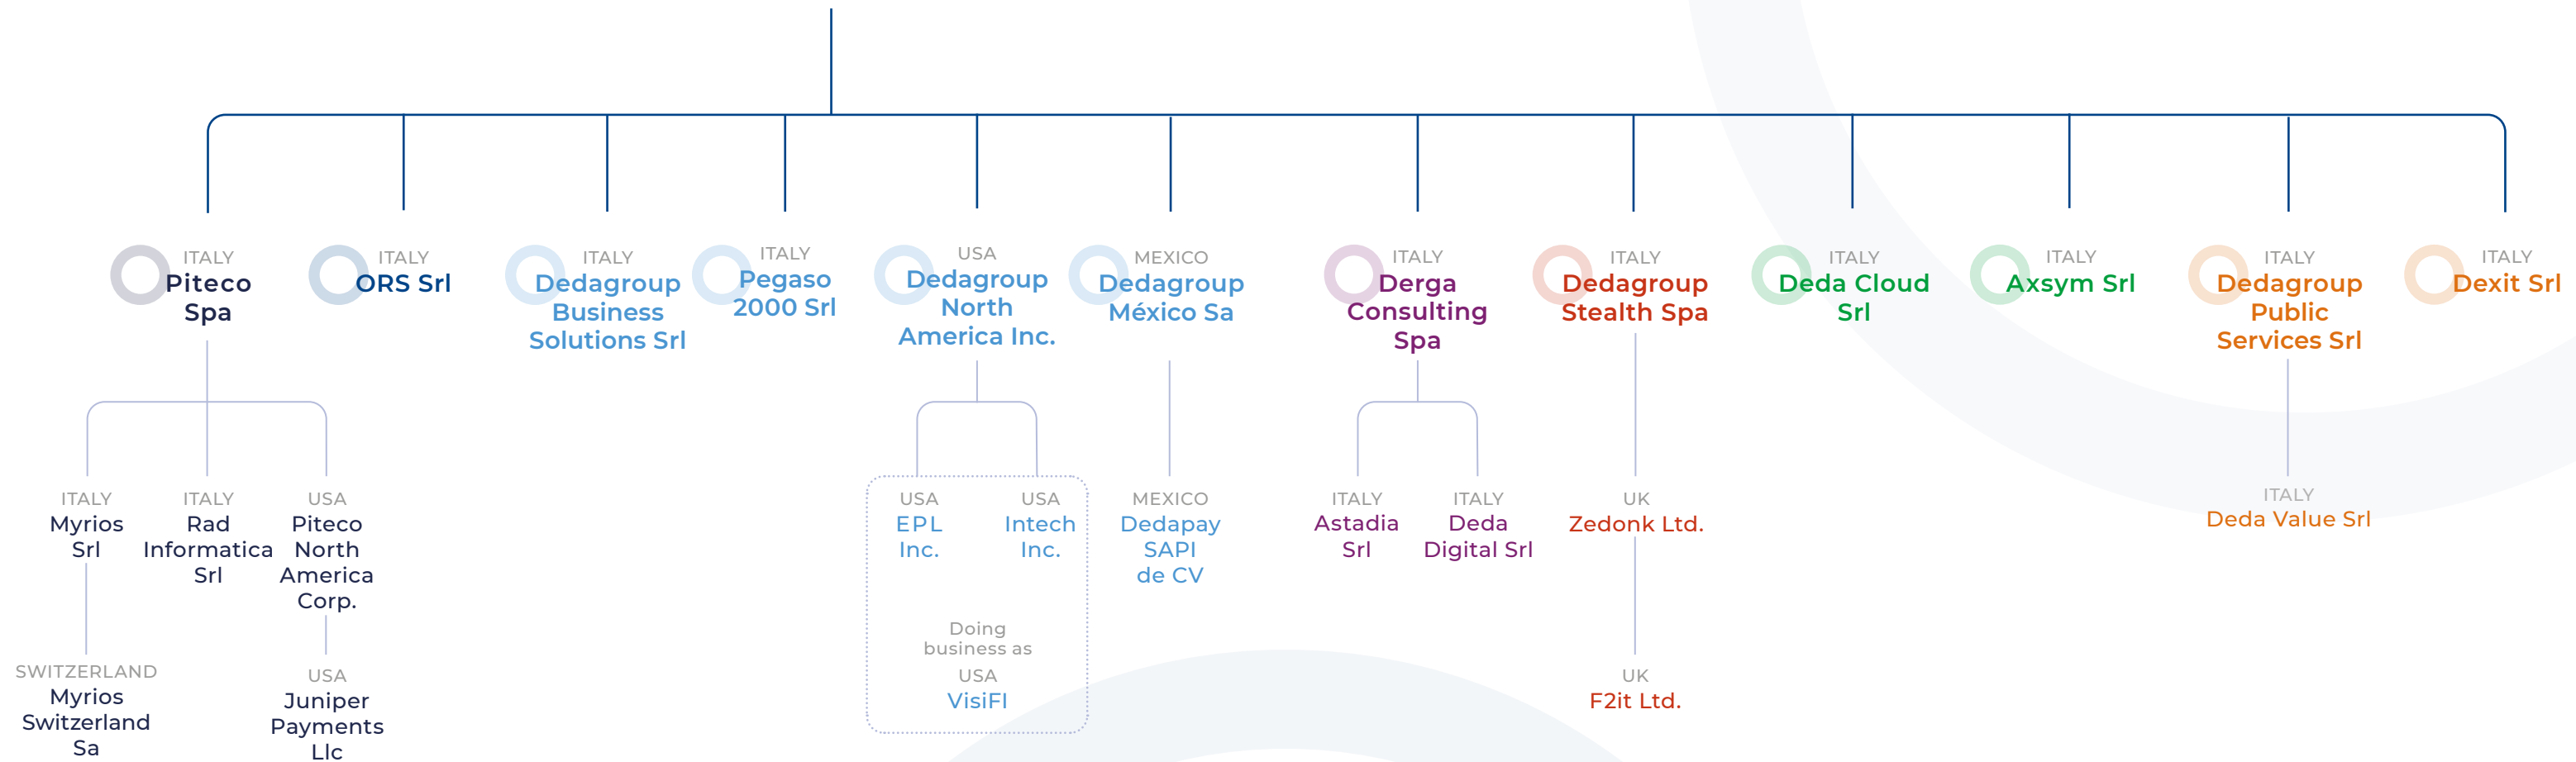 ITALY
Piteco
Spa
ITALY
ORS Srl
ITALY
Dedagroup
Business
Solutions Srl
ITALY
Pegaso
2000 Srl
USA
Dedagroup
North
America Inc.
MEXICO
Dedagroup
México Sa
ITALY
Derga
Consulting
Spa
ITALY
Dedagroup
Stealth Spa
ITALY
Deda Cloud
Srl
ITALY
Axsym Srl
ITALY
Dedagroup
Public
Services Srl
ITALY
Dexit Srl
ITALY
Myrios
Srl
ITALY
Rad
Informatica
Srl
USA
Piteco
North
America
Corp.
USA
EPL
Inc.
USA
Intech
Inc.
MEXICO
Dedapay
SAPI
de CV
ITALY
Astadia
Srl
ITALY
Deda
Digital Srl
UK
Zedonk Ltd.
ITALY
Deda Value Srl
SWITZERLAND
Myrios
Switzerland
Sa
USA
Juniper
Payments
Llc
Doing
business as
USA
VisiFI
UK
F2it Ltd.